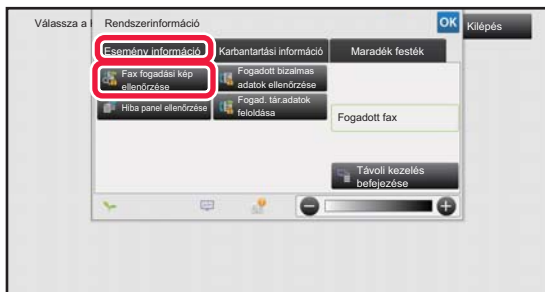 Válassza a
Rendszerinformáció
OK
Kilépés
Esemény információ
Karbantartási információ
Maradék festék
Fax fogadási kép
ellenőrzése
Fogadott bizalmas
adatok ellenőrzése
Hiba panel ellenőrzése
Fogad. tár.adatok
feloldása
Fogadott fax
Távoli kezelés
befejezése